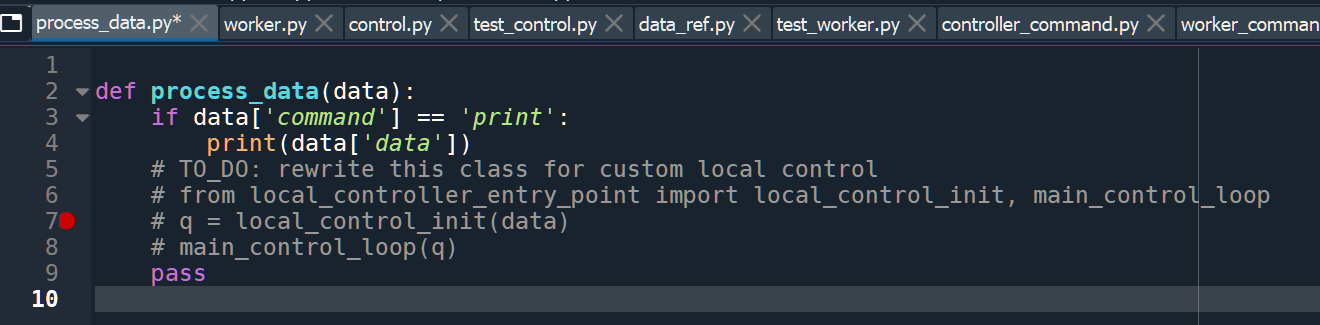 process_data.py* worker.py control.py test_control.py data_ref.py test_worker.py controller_command.py worker_comman
1
2 def process_data(data):
3 if data['command'] == 'print':
4 print(data['data'])
5 # TO_DO: rewrite this class for custom local control
6 # from local_controller_entry_point import local_control_init, main_control_loop
7 # q = local_control_init(data)
8 # main_control_loop(q)
9 pass
10